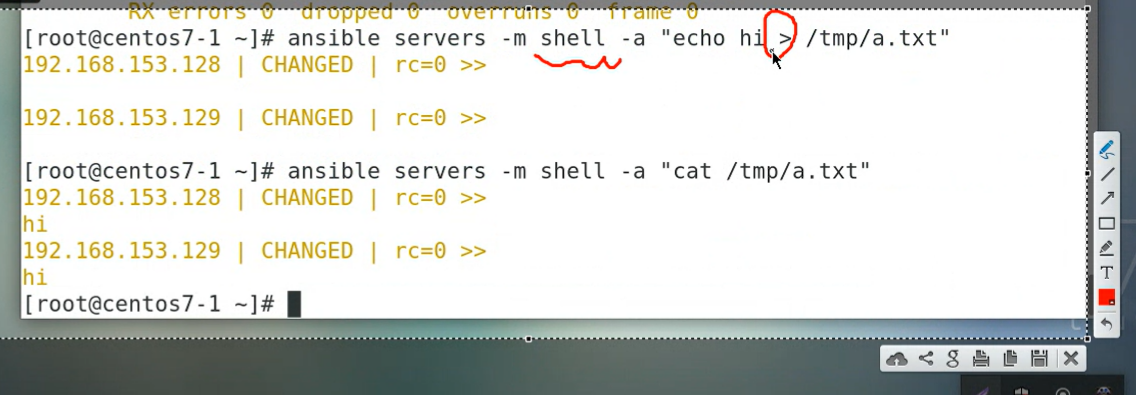 RX errors 0  dropped 0  overruns 0  frame 0
[root@centos7-1 ~]# ansible servers -m shell -a "echo hi > /tmp/a.txt"
192.168.153.128 | CHANGED | rc=0 >>
192.168.153.129 | CHANGED | rc=0 >>
[root@centos7-1 ~]# ansible servers -m shell -a "cat /tmp/a.txt"
192.168.153.128 | CHANGED | rc=0 >>
hi
192.168.153.129 | CHANGED | rc=0 >>
hi
[root@centos7-1 ~]#
T
g